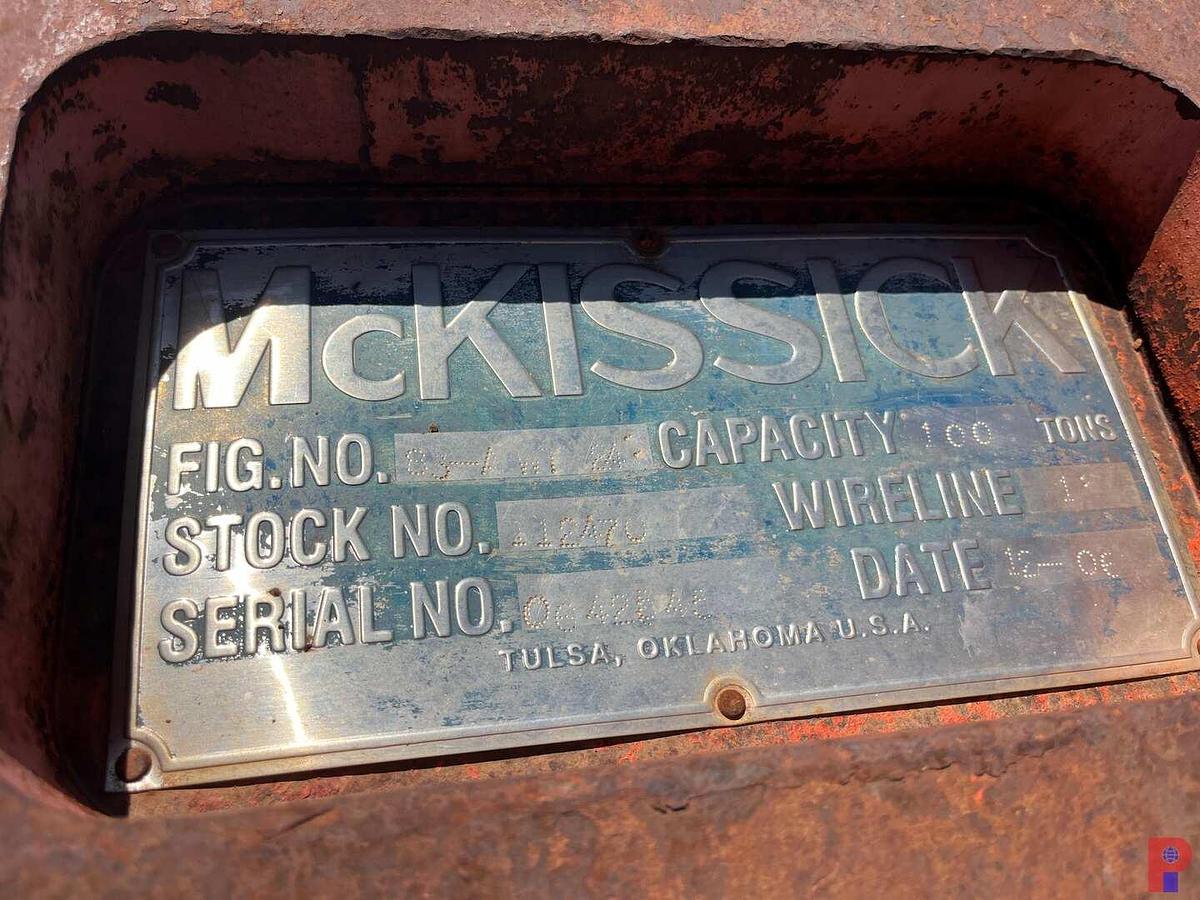 McKISSICK
FIG. NO. CAPACITY 100 TONS
STOCK NO. WIRELINE
SERIAL NO. DATE
TULSA, OKLAHOMA U.S.A.